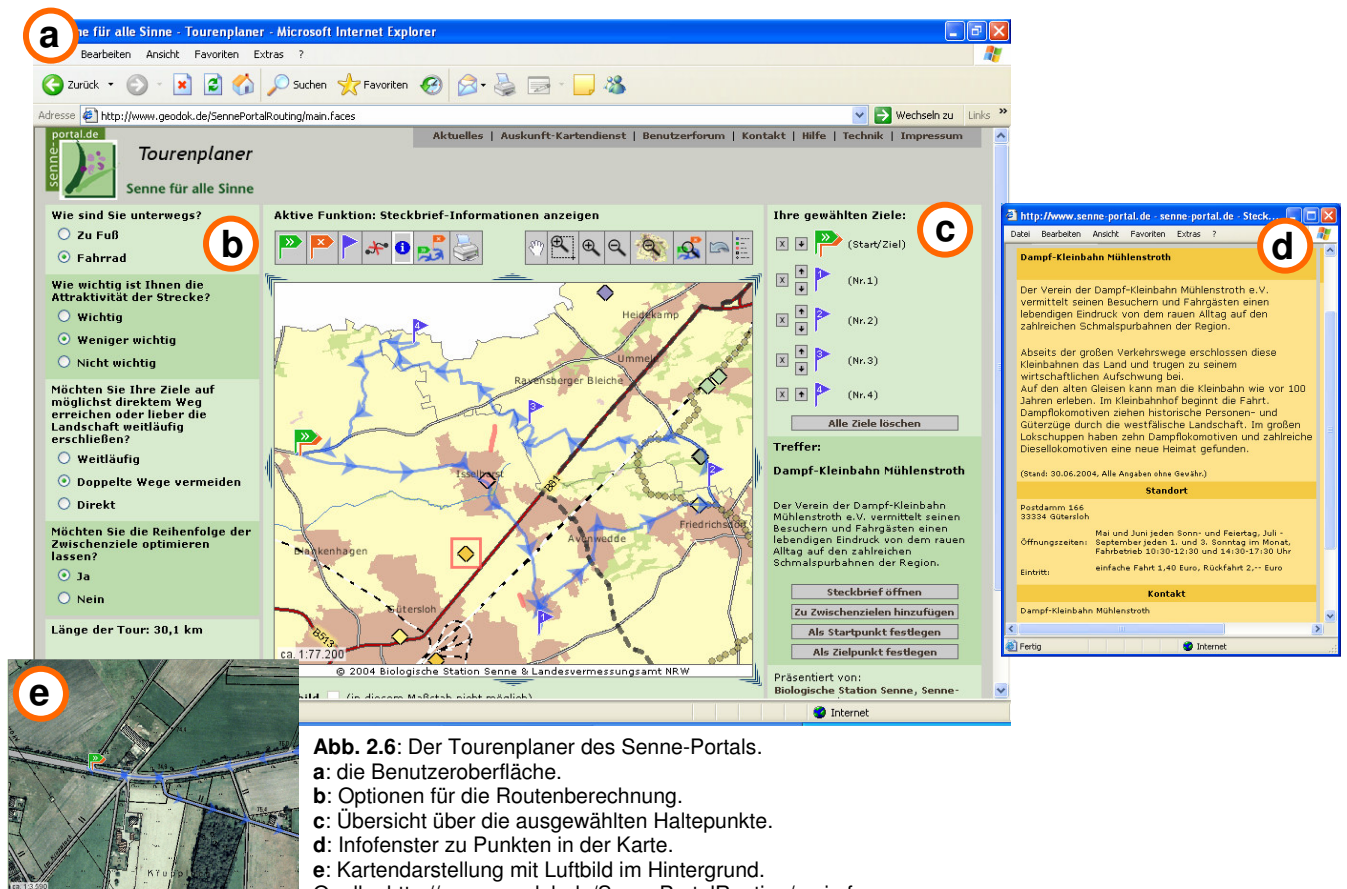 a
ne für alle Sinne - Tourenplaner - Microsoft Internet Explorer
Bearbeiten Ansicht Favoriten Extras ?
Zurück Suchen Favoriten
Adresse http://www.geodok.de/SennePortalRouting/main.faces Wechseln zu Links »
portal.de
senne-
Aktuelles | Auskunft-Kartendienst | Benutzerforum | Kontakt | Hilfe | Technik | Impressum
Tourenplaner
Senne für alle Sinne
Wie sind Sie unterwegs?
Zu Fuß
Fahrrad
b
Wie wichtig ist Ihnen die
Attraktivität der Strecke?
Wichtig
Weniger wichtig
Nicht wichtig
Möchten Sie Ihre Ziele auf
möglichst direktem Weg
erreichen oder lieber die
Landschaft weitläufig
erschließen?
Weitläufig
Doppelte Wege vermeiden
Direkt
Möchten Sie die Reihenfolge der
Zwischenziele optimieren
lassen?
Ja
Nein
Länge der Tour: 30,1 km
Aktive Funktion: Steckbrief-Informationen anzeigen
Heidekamp
4
Ummeln
Ravensberger Bleiche
3
Isselhorst
B61
2
Friedrichsdorf
Avenwedde
Blankenhagen
1
Gütersloh
B513
ca. 1:77.200
© 2004 Biologische Station Senne & Landesvermessungsamt NRW
(in diesem Maßstab nicht möglich)
Ihre gewählten Ziele:
c
X (Start/Ziel)
X 1 (Nr.1)
X 2 (Nr.2)
X 3 (Nr.3)
X 4 (Nr.4)
Alle Ziele löschen
Treffer:
Dampf-Kleinbahn Mühlenstroth
Der Verein der Dampf-Kleinbahn
Mühlenstroth e.V. vermittelt seinen
Besuchern und Fahrgästen einen
lebendigen Eindruck von dem rauen
Alltag auf den zahlreichen
Schmalspurbahnen der Region.
Steckbrief öffnen
Zu Zwischenzielen hinzufügen
Als Startpunkt festlegen
Als Zielpunkt festlegen
Präsentiert von:
Biologische Station Senne, Senne-
Internet
http://www.senne-portal.de - senne-portal.de - Steck...
Datei Bearbeiten Ansicht Favoriten Extras ?
d
Dampf-Kleinbahn Mühlenstroth
Der Verein der Dampf-Kleinbahn Mühlenstroth e.V.
vermittelt seinen Besuchern und Fahrgästen einen
lebendigen Eindruck von dem rauen Alltag auf den
zahlreichen Schmalspurbahnen der Region.
Abseits der großen Verkehrswege erschlossen diese
Kleinbahnen das Land und trugen zu seinem
wirtschaftlichen Aufschwung bei.
Auf den alten Gleisen kann man die Kleinbahn wie vor 100
Jahren erleben. Im Kleinbahnhof beginnt die Fahrt.
Dampflokomotiven ziehen historische Personen- und
Güterzüge durch die westfälische Landschaft. Im großen
Lokschuppen haben zehn Dampflokomotiven und zahlreiche
Diesellokomotiven eine neue Heimat gefunden.
(Stand: 30.06.2004, Alle Angaben ohne Gewähr.)
Standort
Postdamm 166
33334 Gütersloh
Öffnungszeiten: Mai und Juni jeden Sonn- und Feiertag, Juli -
September jeden 1. und 3. Sonntag im Monat,
Fahrbetrieb 10:30-12:30 und 14:30-17:30 Uhr
Eintritt: einfache Fahrt 1,40 Euro, Rückfahrt 2,-- Euro
Kontakt
Dampf-Kleinbahn Mühlenstroth
Fertig Internet
e
ca. 1:3.590
Abb. 2.6: Der Tourenplaner des Senne-Portals.
a: die Benutzeroberfläche.
b: Optionen für die Routenberechnung.
c: Übersicht über die ausgewählten Haltepunkte.
d: Infofenster zu Punkten in der Karte.
e: Kartendarstellung mit Luftbild im Hintergrund.